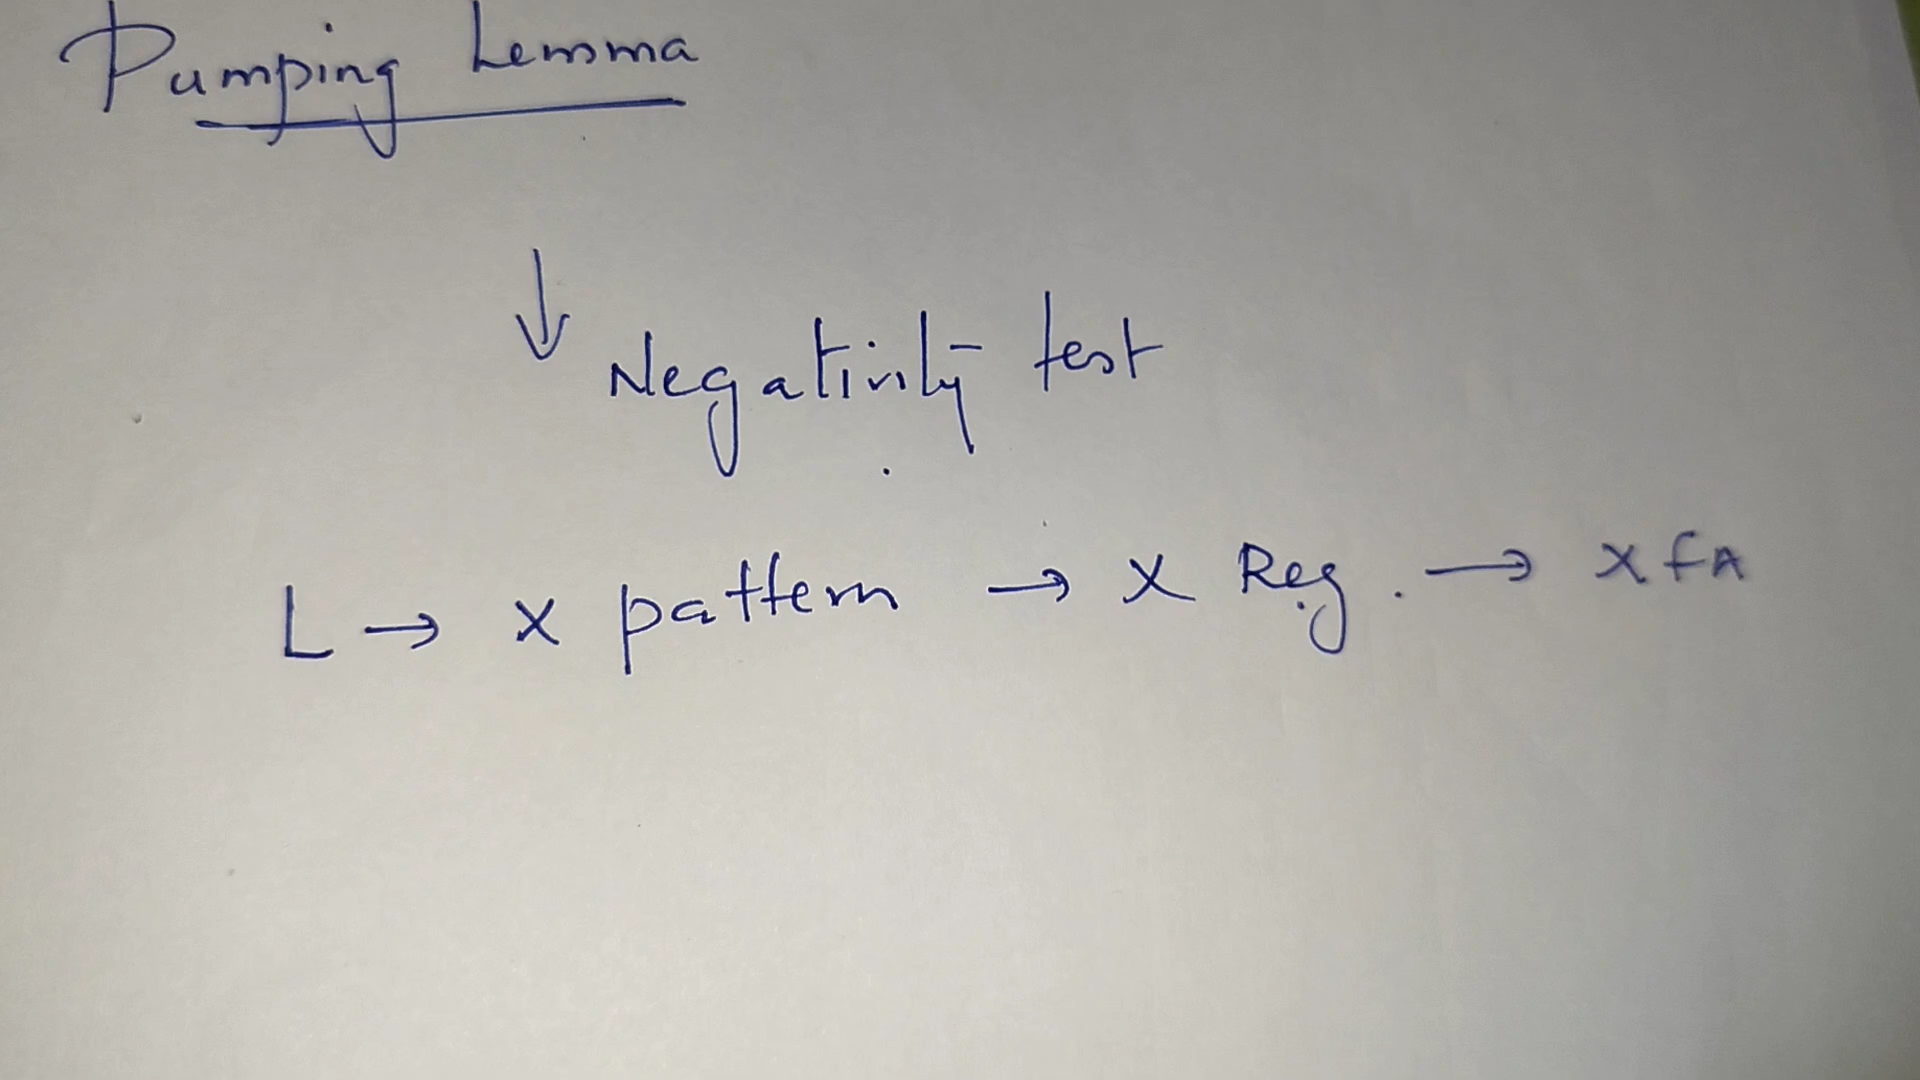 Pumping Lemma
↓ Negativity test
L → x pattern → x Reg. → x FA